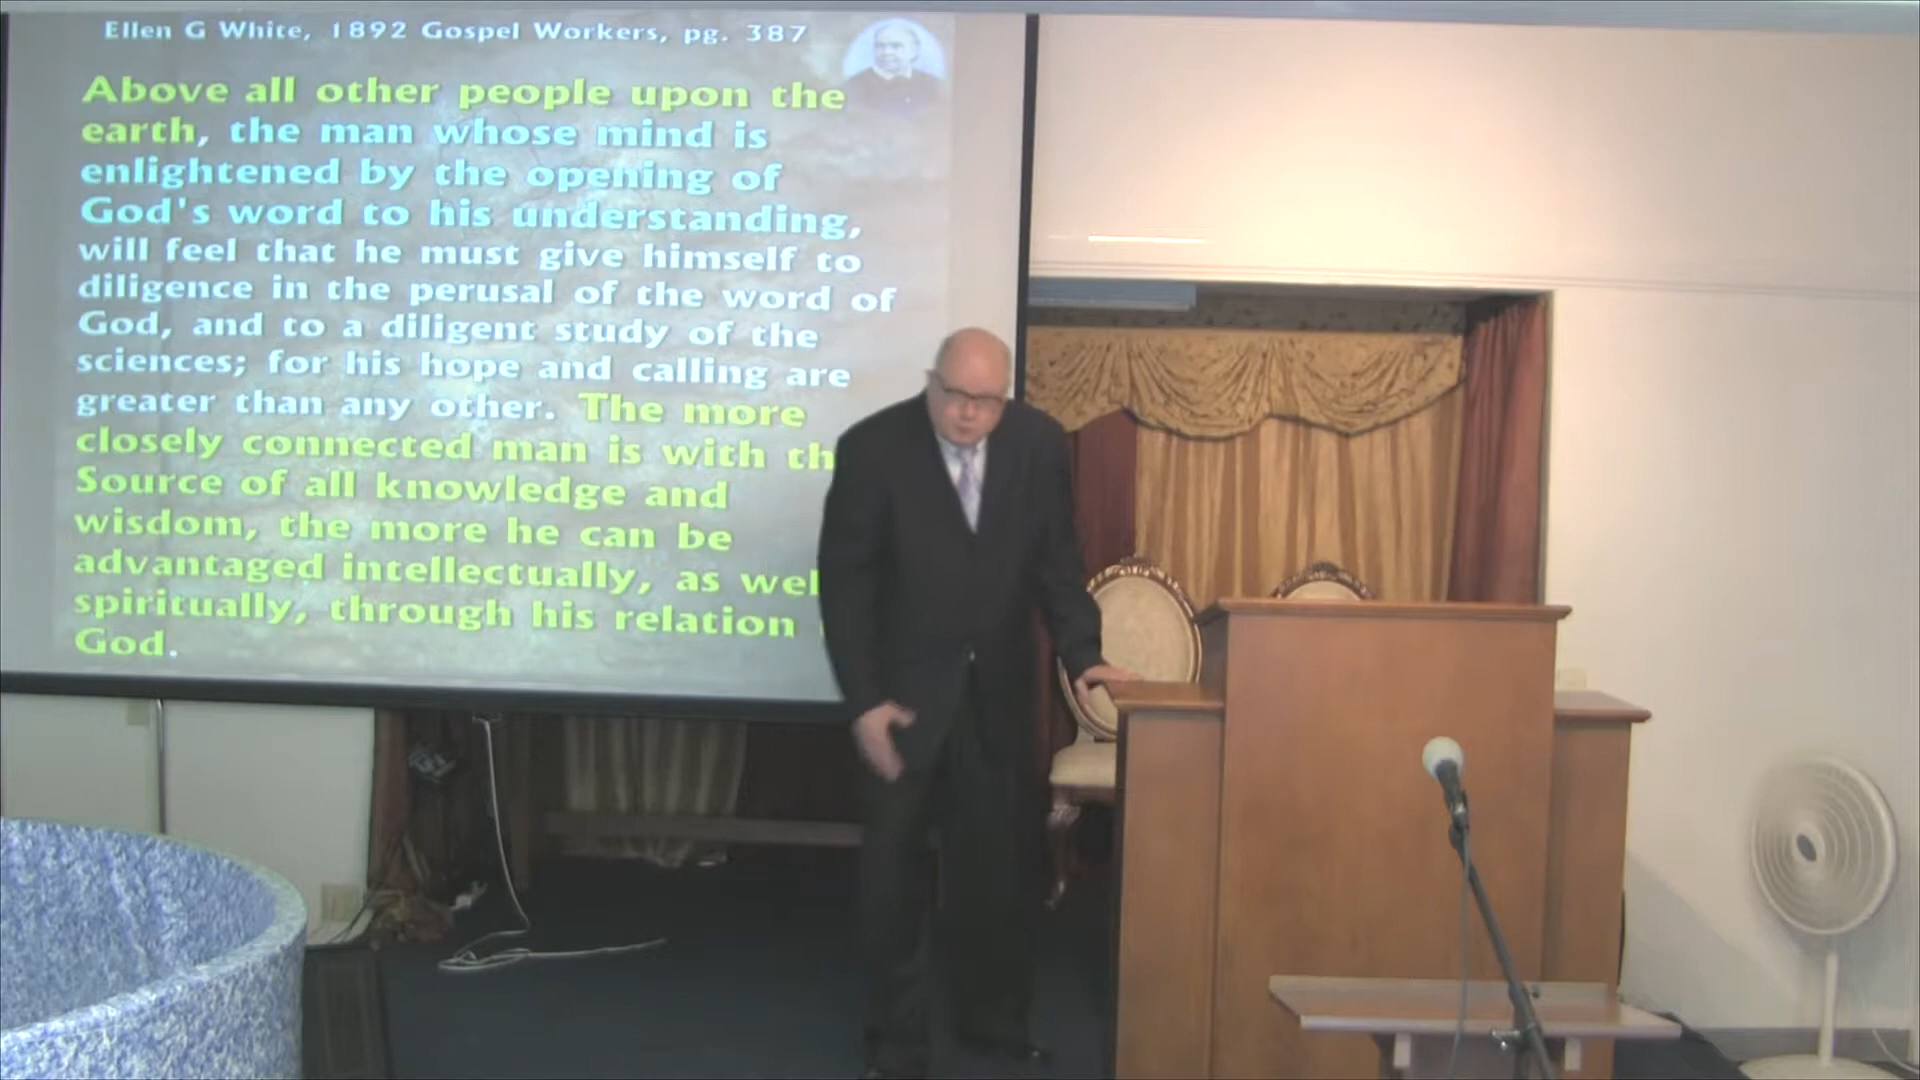 Ellen G White, 1892 Gospel Workers, pg. 387
Above all other people upon the
earth, the man whose mind is
enlightened by the opening of
God's word to his understanding,
will feel that he must give himself to
diligence in the perusal of the word of
God, and to a diligent study of the
sciences; for his hope and calling are
greater than any other. The more
closely connected man is with th
Source of all knowledge and
wisdom, the more he can be
advantaged intellectually, as wel
spiritually, through his relation
God.